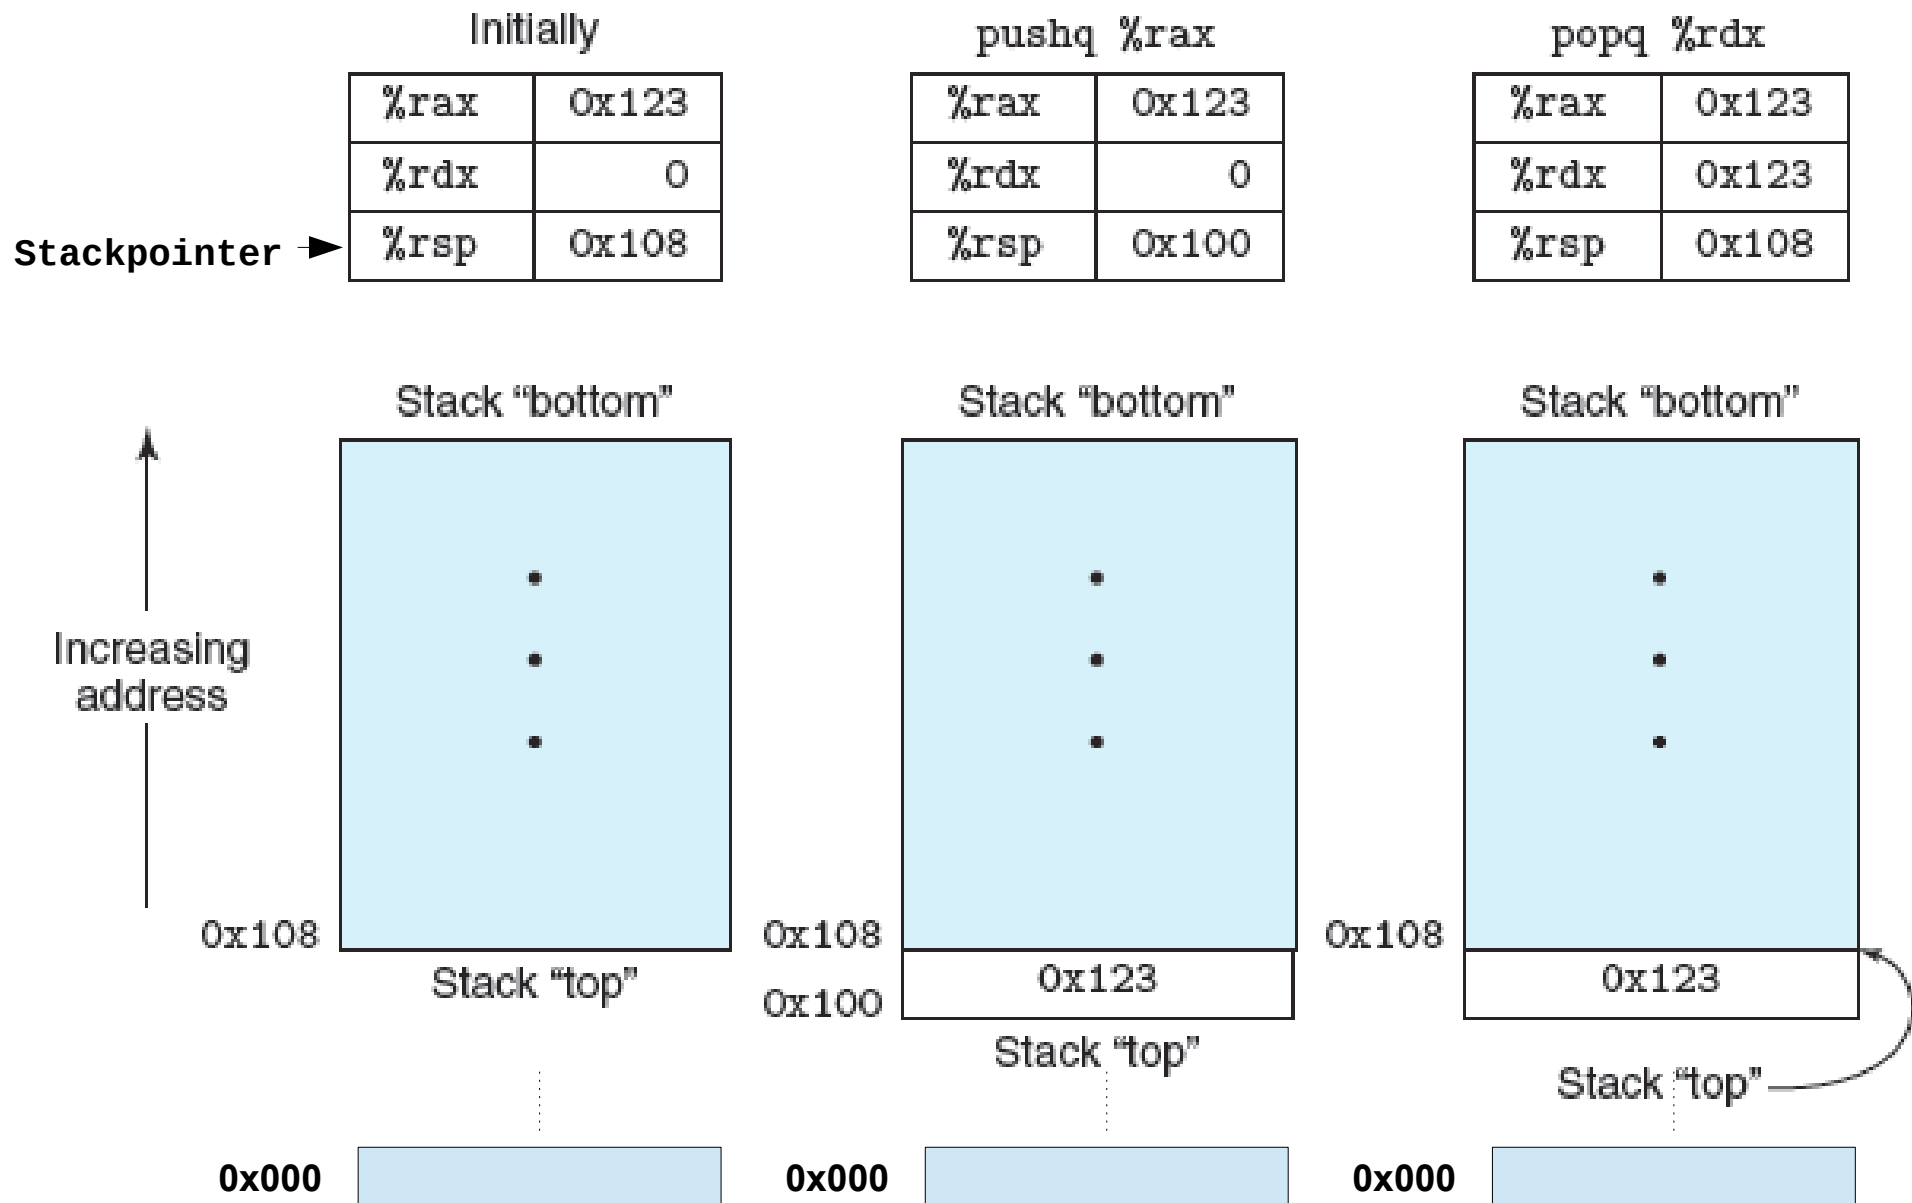 Initially
%rax 0x123
%rdx 0
Stackpointer %rsp 0x108
pushq %rax
%rax 0x123
%rdx 0
%rsp 0x100
popq %rdx
%rax 0x123
%rdx 0x123
%rsp 0x108
Increasing
address
Stack “bottom”
0x108
Stack “top”
0x000
Stack “bottom”
0x108
0x123
0x100
Stack “top”
0x000
Stack “bottom”
0x108
0x123
Stack “top”
0x000